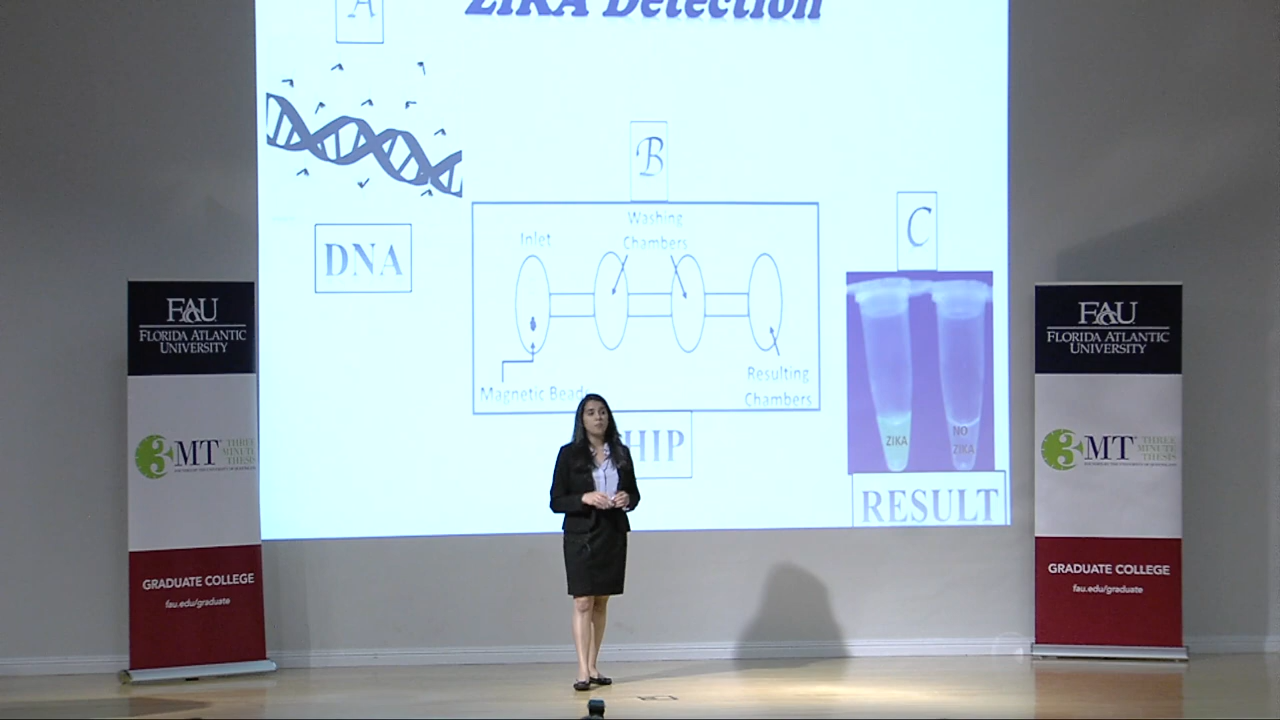 A
ZIKA Detection
DNA
B
Inlet
Washing
Chambers
Magnetic Beads
Resulting
Chambers
HIP
C
ZIKA
NO
ZIKA
RESULT
FAU
FLORIDA ATLANTIC
UNIVERSITY
3MT
THREE
MINUTE
THESIS
GRADUATE COLLEGE
fau.edu/graduate
FAU
FLORIDA ATLANTIC
UNIVERSITY
3MT
THREE
MINUTE
THESIS
GRADUATE COLLEGE
fau.edu/graduate